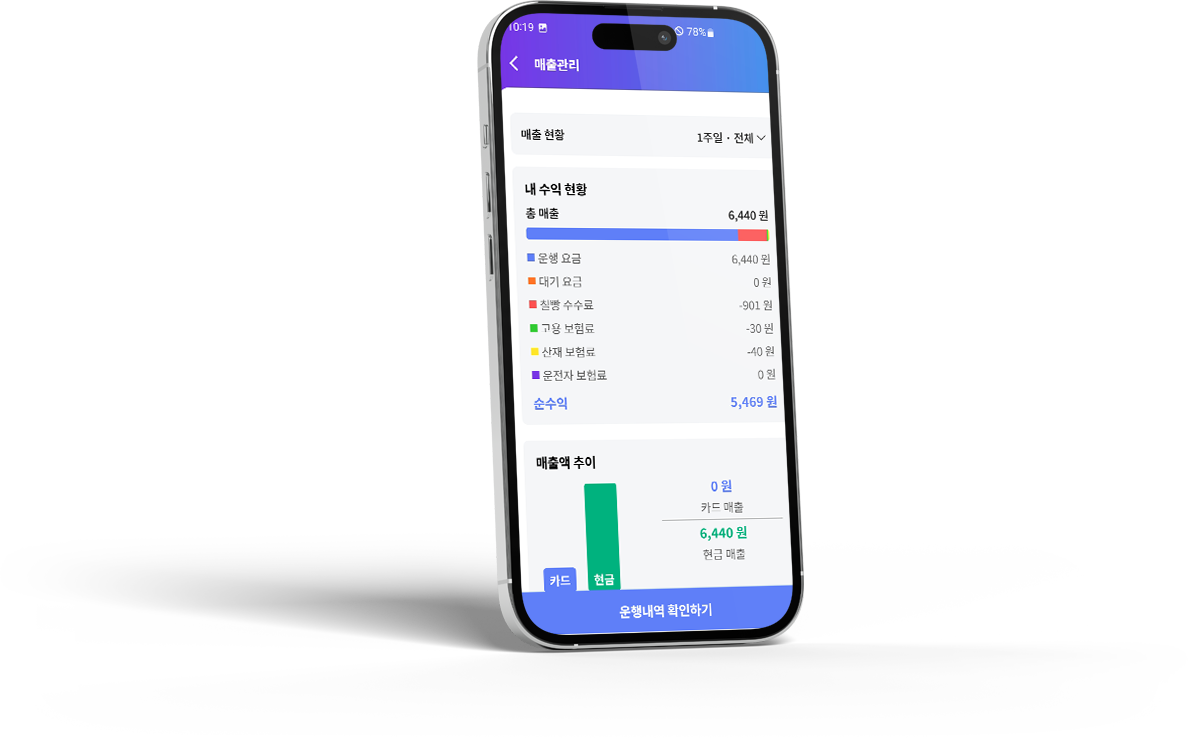 10:19 78%
매출관리
매출 현황 1주일 · 전체
내 수익 현황
총 매출 6,440 원
운행 요금 6,440 원
대기 요금 0 원
칠빵 수수료 -901 원
고용 보험료 -30 원
산재 보험료 -40 원
운전자 보험료 0 원
순수익 5,469 원
매출액 추이
0 원
카드 매출
6,440 원
현금 매출
카드 현금
운행내역 확인하기